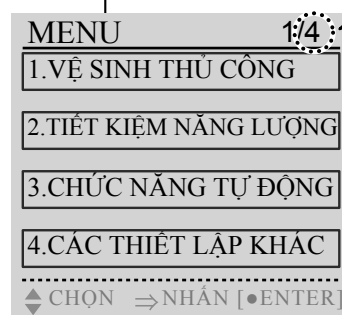 MENU 1/4
1.VỆ SINH THỦ CÔNG
2.TIẾT KIỆM NĂNG LƯỢNG
3.CHỨC NĂNG TỰ ĐỘNG
4.CÁC THIẾT LẬP KHÁC
CHỌN ⇒NHẤN [●ENTER]